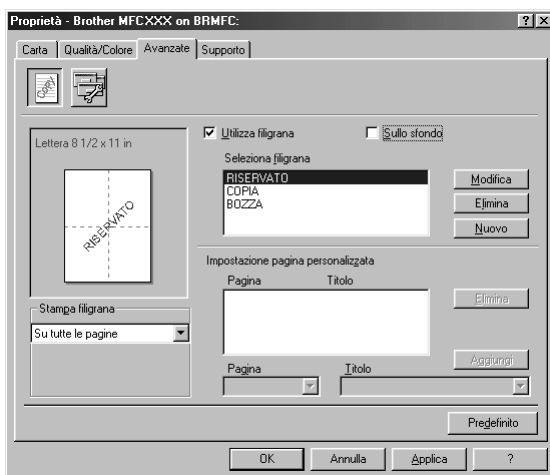 Proprietà - Brother MFCXXX on BRMFC:
Carta Qualità/Colore Avanzate Supporto
COPY
Lettera 8 1/2 x 11 in
RISERVATO
Stampa filigrana
Su tutte le pagine
Utilizza filigrana Sullo sfondo
Seleziona filigrana
RISERVATO
COPIA
BOZZA
Modifica
Elimina
Nuovo
Impostazione pagina personalizzata
Pagina Titolo
Elimina
Aggiungi
Pagina Titolo
Predefinito
OK Annulla Applica ?